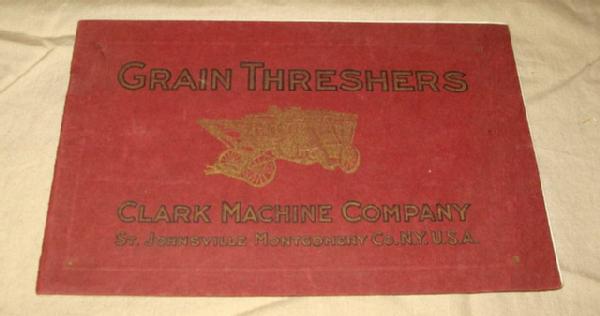 GRAIN THRESHERS
CLARK MACHINE COMPANY
ST. JOHNSVILLE MONTGOMERY CO. N.Y. U.S.A.